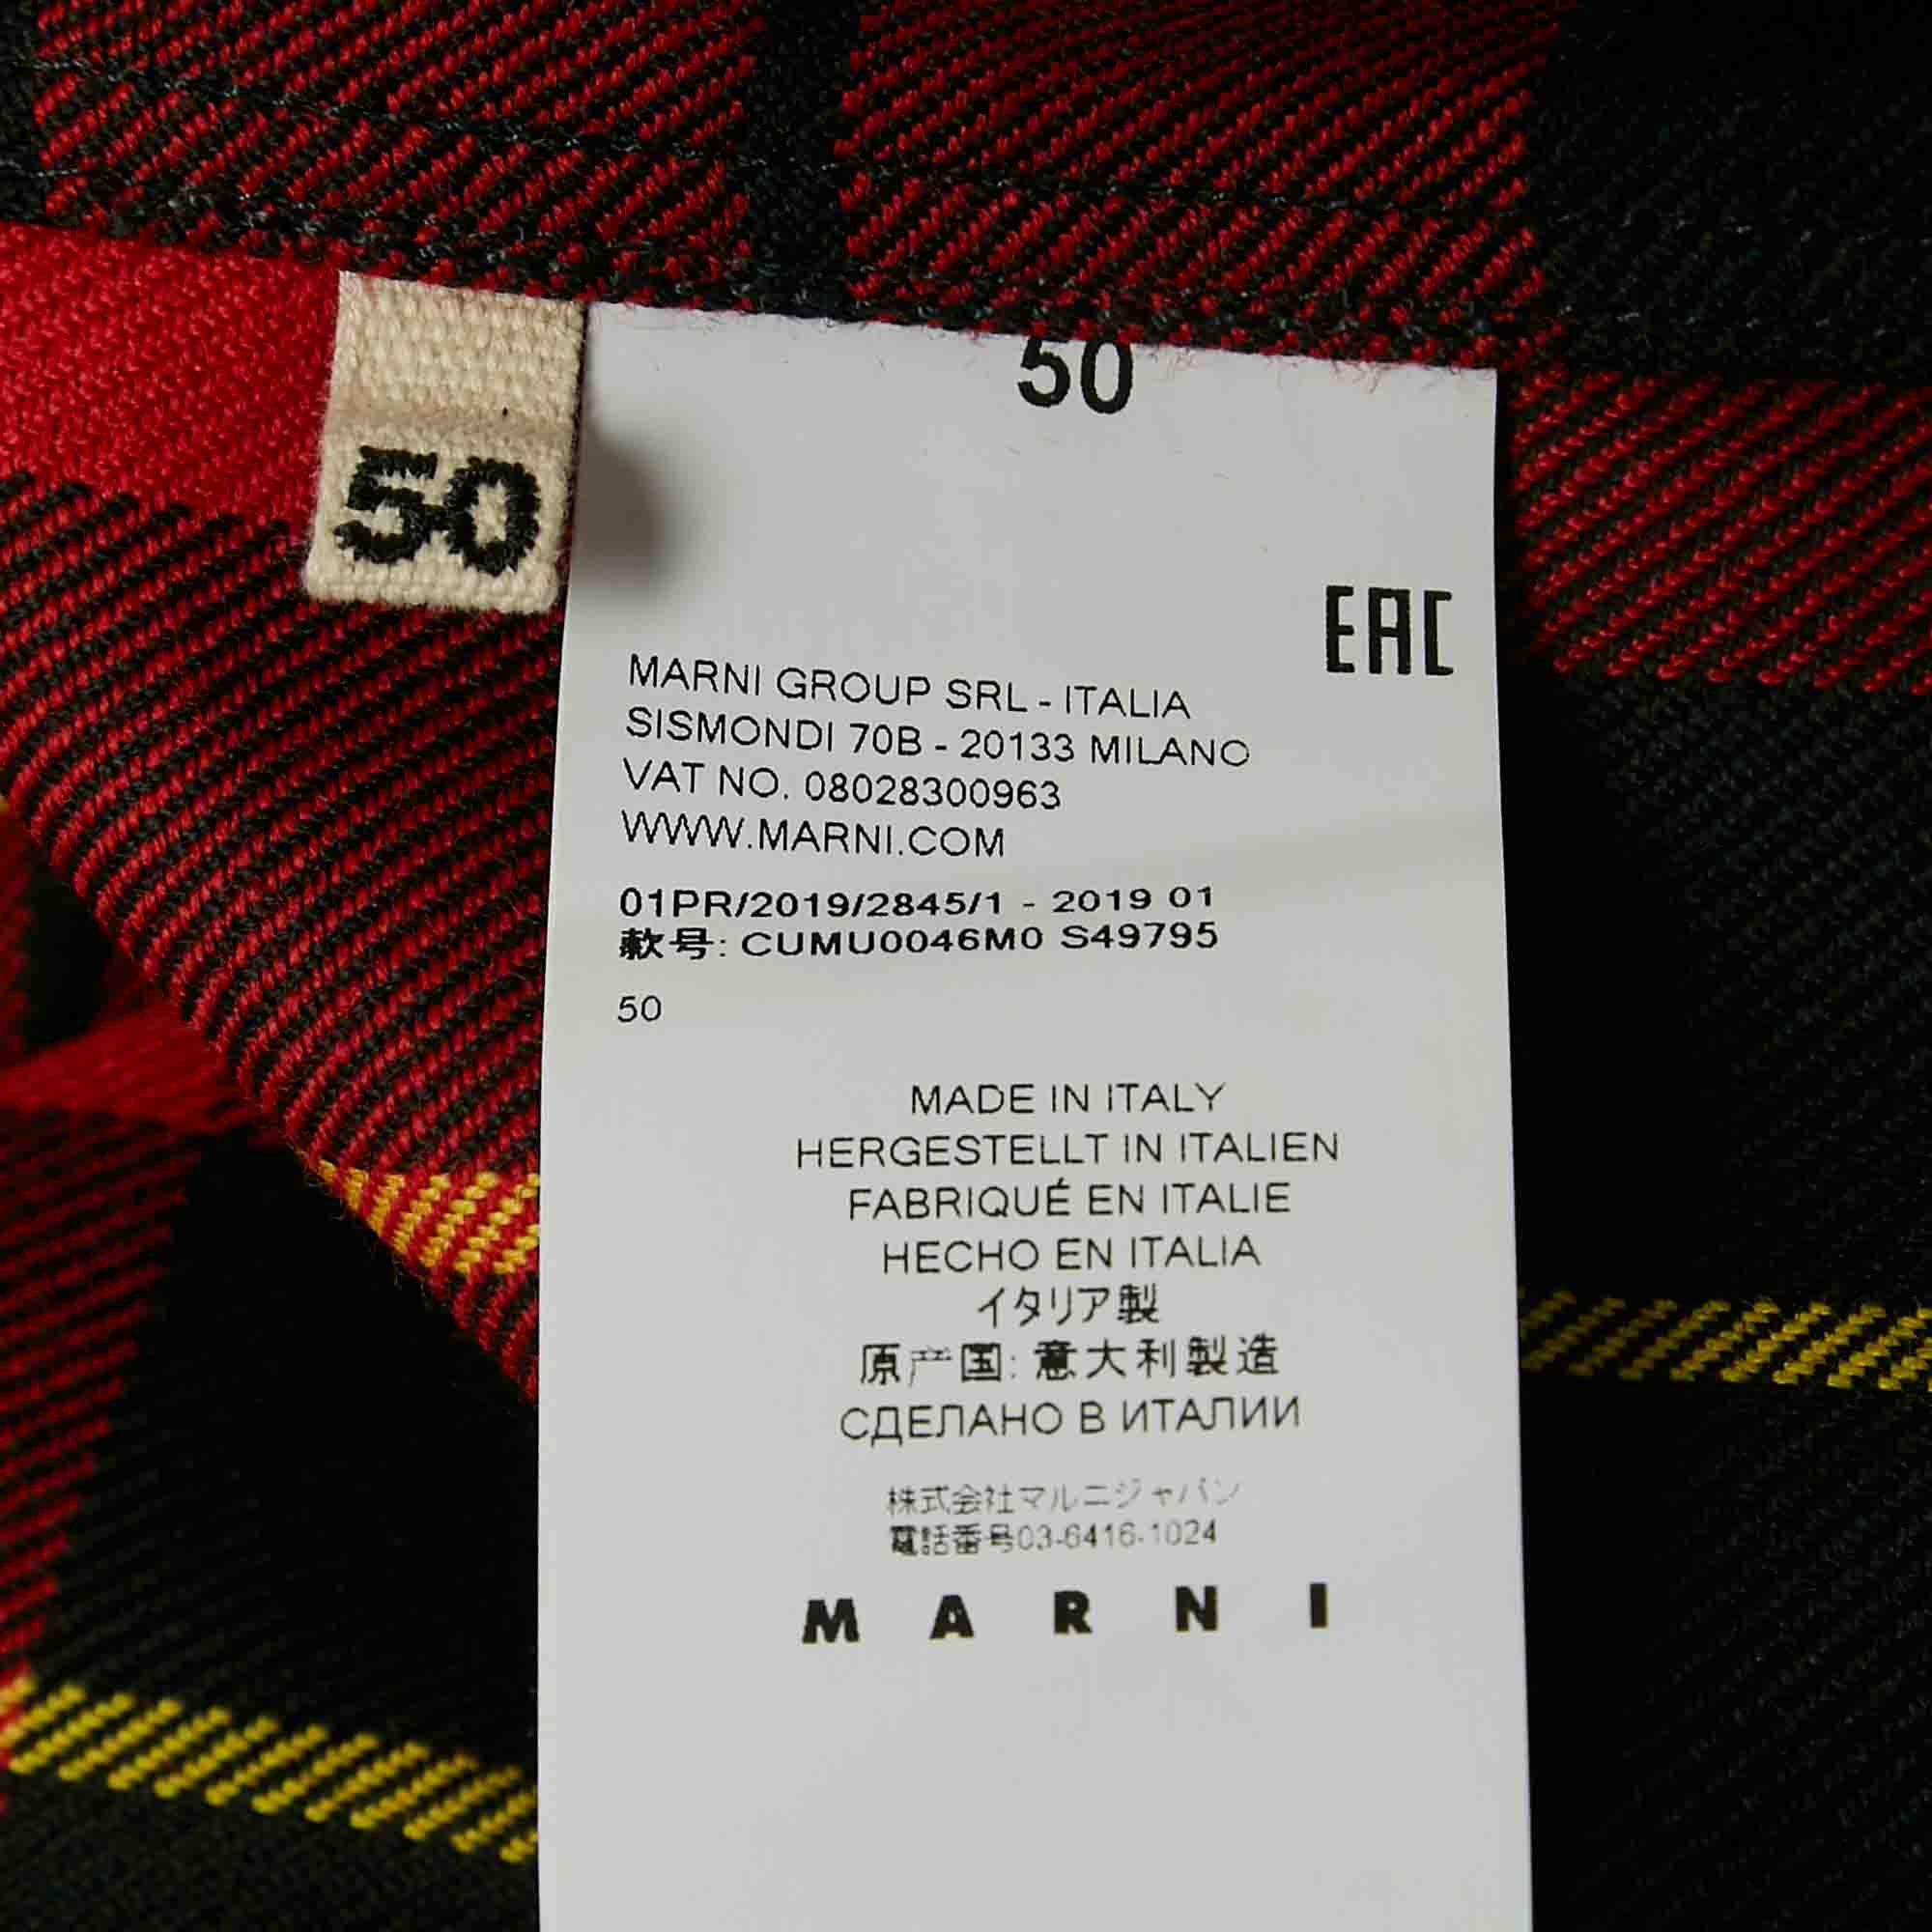 50
50
EAC
MARNI GROUP SRL - ITALIA
SISMONDI 70B - 20133 MILANO
VAT NO. 08028300963
WWW.MARNI.COM
01PR/2019/2845/1 - 2019 01
款号: CUMU0046M0 S49795
50
MADE IN ITALY
HERGESTELLT IN ITALIEN
FABRIQUÉ EN ITALIE
HECHO EN ITALIA
イタリア製
原产国: 意大利製造
СДЕЛАНО В ИТАЛИИ
株式会社マルニジャパン
電話番号03-6416-1024
MARNI